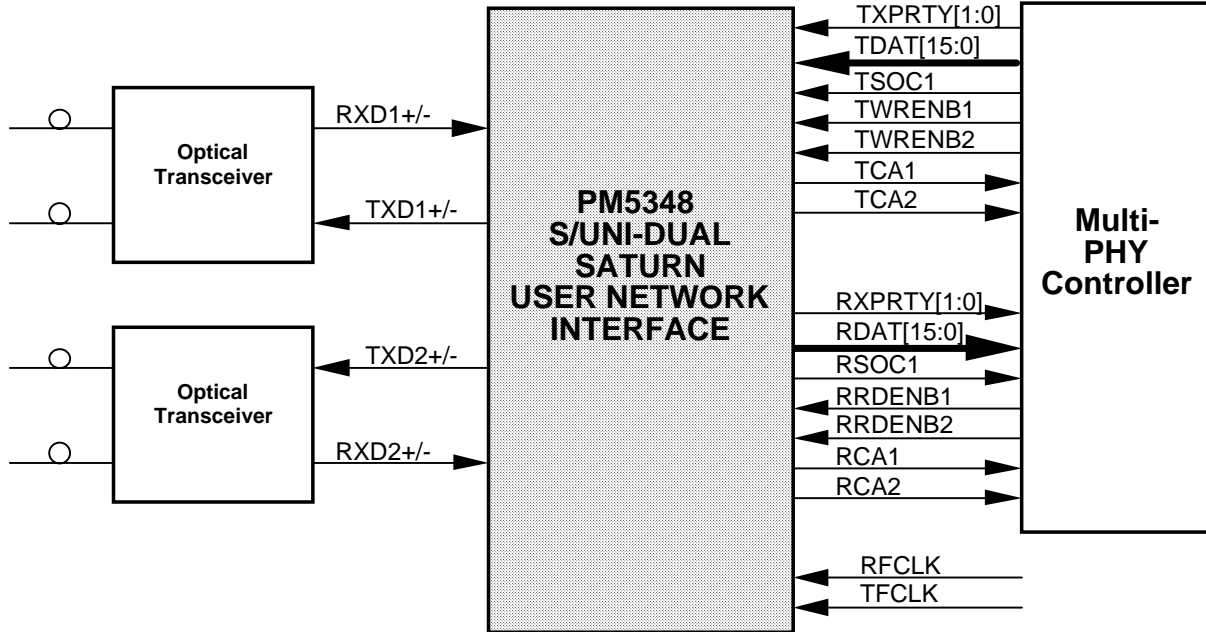 Optical
Transceiver
RXD1+/-
TXD1+/-
Optical
Transceiver
TXD2+/-
RXD2+/-
PM5348
S/UNI-DUAL
SATURN
USER NETWORK
INTERFACE
TXPRTY[1:0]
TDAT[15:0]
TSOC1
TWRENB1
TWRENB2
TCA1
TCA2
RXPRTY[1:0]
RDAT[15:0]
RSOC1
RRDENB1
RRDENB2
RCA1
RCA2
RFCLK
TFCLK
Multi-
PHY
Controller